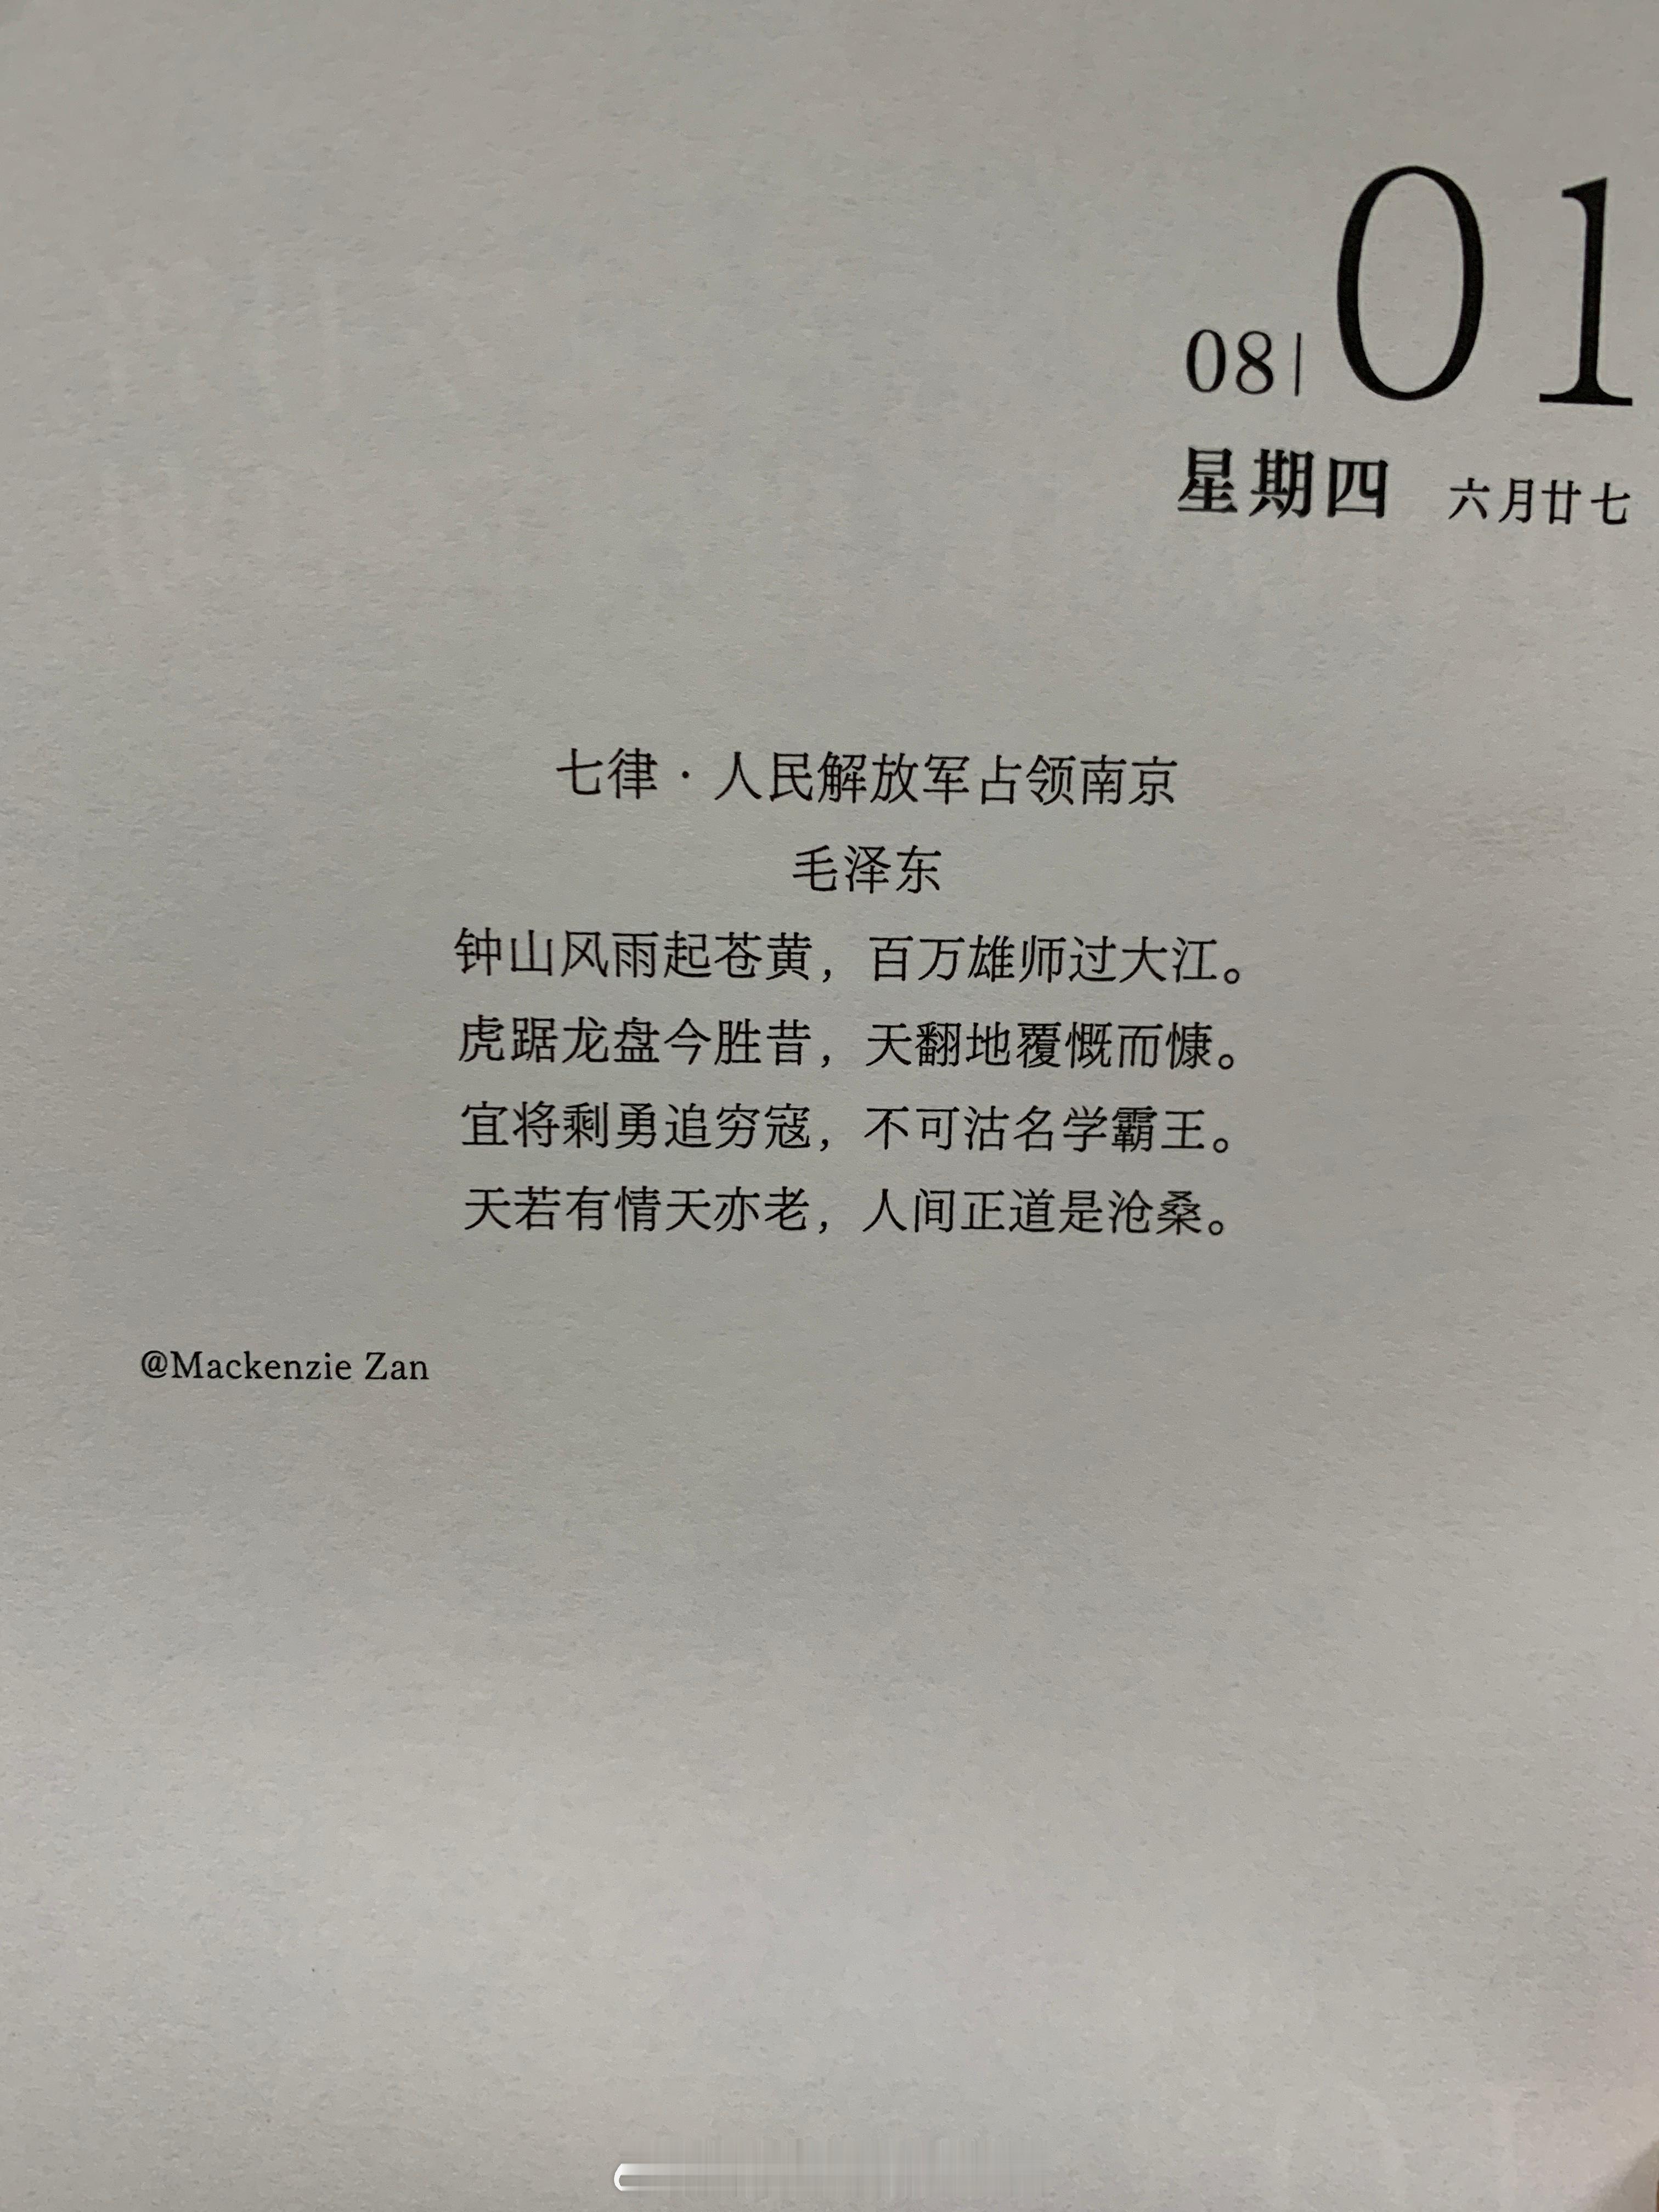 08|01
星期四 六月廿七
七律·人民解放军占领南京
毛泽东
钟山风雨起苍黄，百万雄师过大江。
虎踞龙盘今胜昔，天翻地覆慨而慷。
宜将剩勇追穷寇，不可沽名学霸王。
天若有情天亦老，人间正道是沧桑。
@Mackenzie Zan